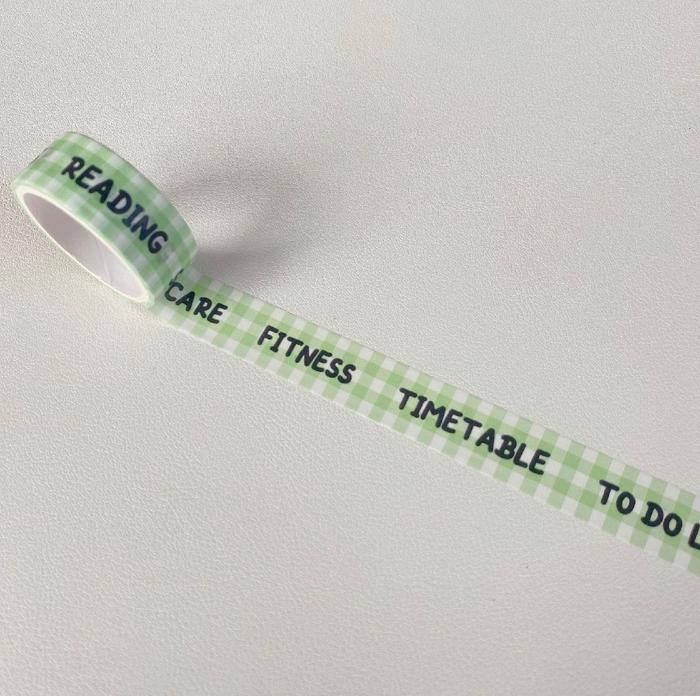 READING
CARE
FITNESS
TIMETABLE
TO DO L